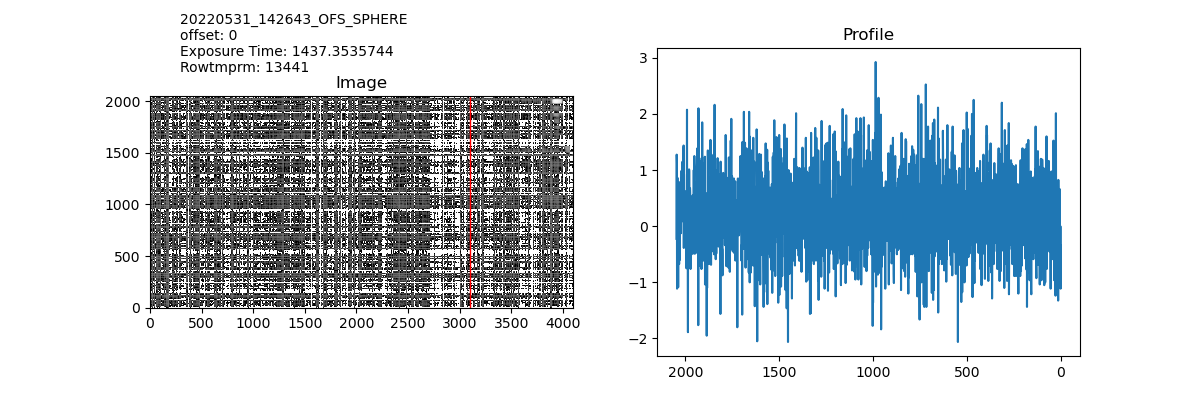 20220531_142643_OFS_SPHERE
offset: 0
Exposure Time: 1437.3535744
Rowtmprm: 13441
Image
2000
1500
1000
500
0
0 500 1000 1500 2000 2500 3000 3500 4000
Profile
3
2
1
0
−1
−2
2000 1500 1000 500 0